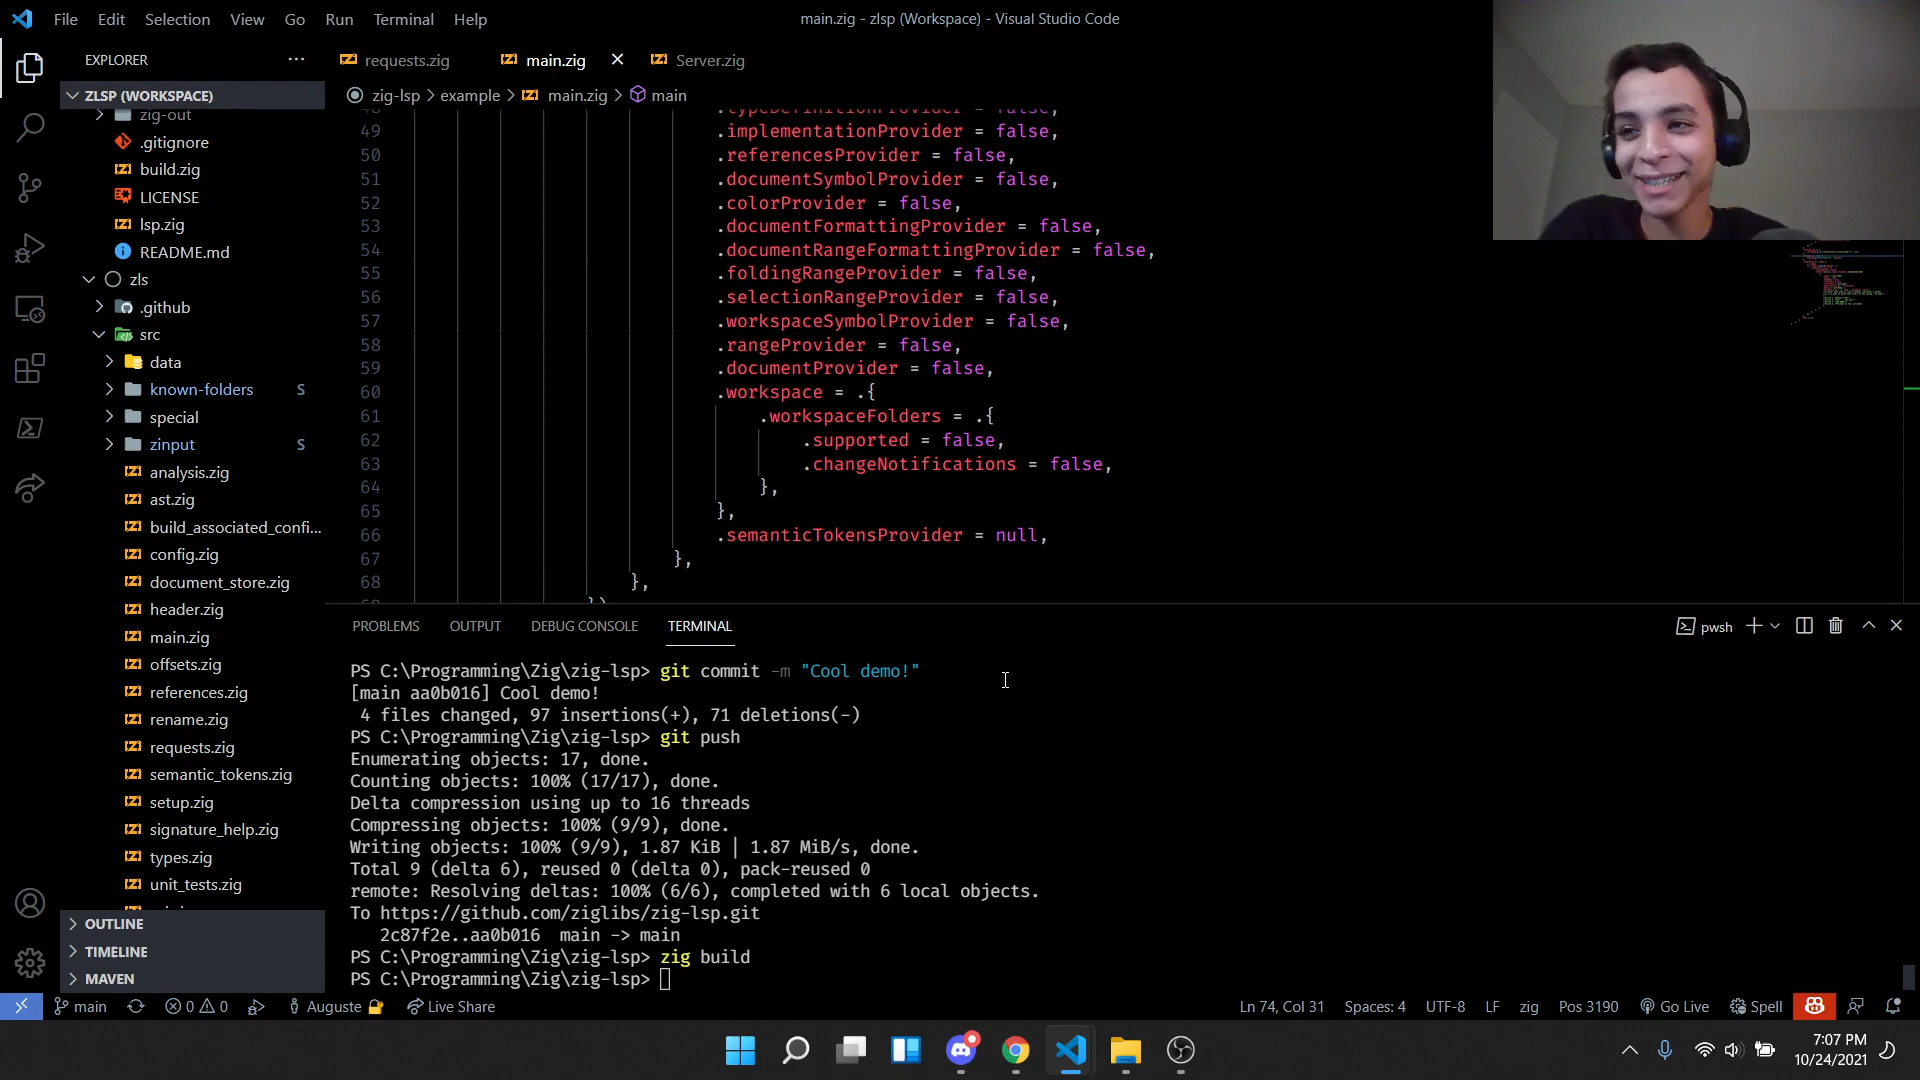 File Edit Selection View Go Run Terminal Help
main.zig - zlsp (Workspace) - Visual Studio Code
EXPLORER
ZLSP (WORKSPACE)
zig-out
.gitignore
build.zig
LICENSE
lsp.zig
README.md
zls
.github
src
data
known-folders S
special
zinput S
analysis.zig
ast.zig
build_associated_confi...
config.zig
document_store.zig
header.zig
main.zig
offsets.zig
references.zig
rename.zig
requests.zig
semantic_tokens.zig
setup.zig
signature_help.zig
types.zig
unit_tests.zig
OUTLINE
TIMELINE
MAVEN
requests.zig main.zig Server.zig
zig-lsp > example > main.zig > main
48 .typeDefinitionProvider = false,
49 .implementationProvider = false,
50 .referencesProvider = false,
51 .documentSymbolProvider = false,
52 .colorProvider = false,
53 .documentFormattingProvider = false,
54 .documentRangeFormattingProvider = false,
55 .foldingRangeProvider = false,
56 .selectionRangeProvider = false,
57 .workspaceSymbolProvider = false,
58 .rangeProvider = false,
59 .documentProvider = false,
60 .workspace = .{
61 .workspaceFolders = .{
62 .supported = false,
63 .changeNotifications = false,
64 },
65 },
66 .semanticTokensProvider = null,
67 },
68 },
PROBLEMS OUTPUT DEBUG CONSOLE TERMINAL
pwsh
PS C:\Programming\Zig\zig-lsp> git commit -m "Cool demo!"
[main aa0b016] Cool demo!
4 files changed, 97 insertions(+), 71 deletions(-)
PS C:\Programming\Zig\zig-lsp> git push
Enumerating objects: 17, done.
Counting objects: 100% (17/17), done.
Delta compression using up to 16 threads
Compressing objects: 100% (9/9), done.
Writing objects: 100% (9/9), 1.87 KiB | 1.87 MiB/s, done.
Total 9 (delta 6), reused 0 (delta 0), pack-reused 0
remote: Resolving deltas: 100% (6/6), completed with 6 local objects.
To https://github.com/ziglibs/zig-lsp.git
2c87f2e..aa0b016 main -> main
PS C:\Programming\Zig\zig-lsp> zig build
PS C:\Programming\Zig\zig-lsp>
main 0 0 Auguste Live Share
Ln 74, Col 31 Spaces: 4 UTF-8 LF zig Pos 3190 Go Live Spell
7:07 PM
10/24/2021